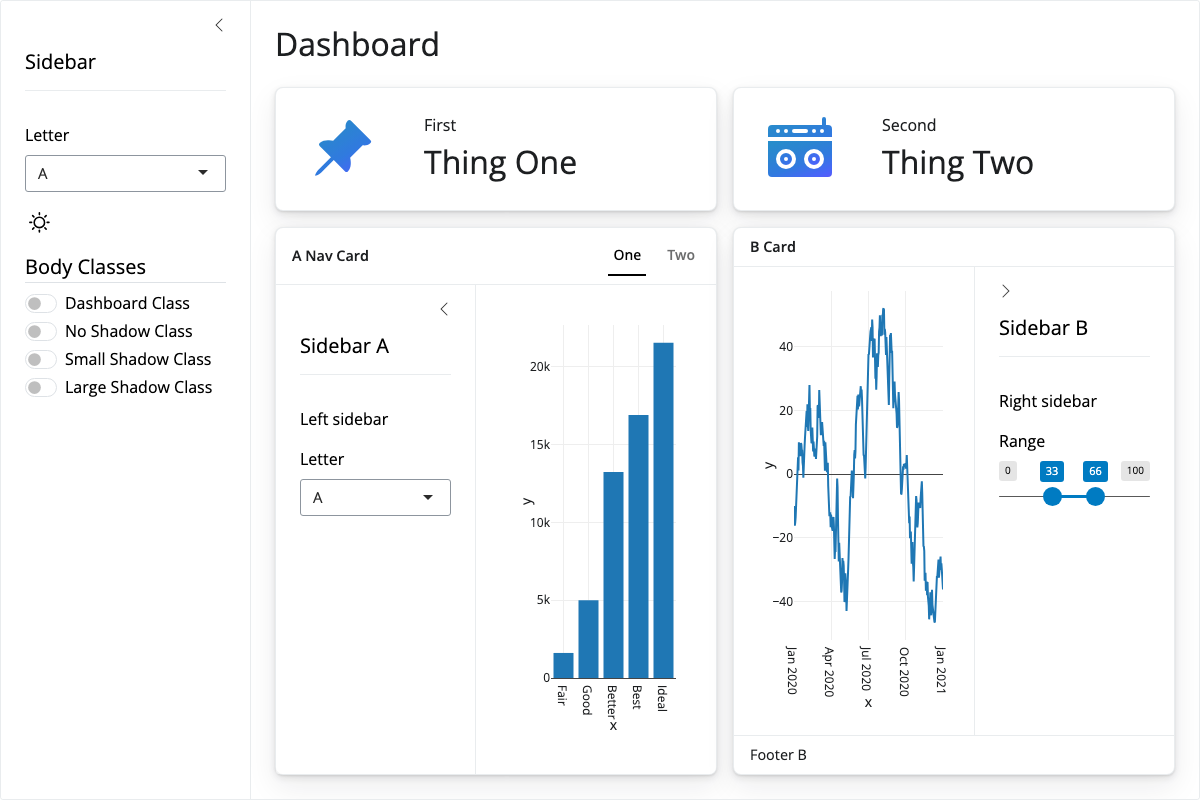 Sidebar
Letter
A
Body Classes
Dashboard Class
No Shadow Class
Small Shadow Class
Large Shadow Class
Dashboard
First
Thing One
Second
Thing Two
A Nav Card
One
Two
Sidebar A
Left sidebar
Letter
A
y
20k
15k
10k
5k
0
Fair
Good
Better
Best
Ideal
x
B Card
y
40
20
0
−20
−40
Jan 2020
Apr 2020
Jul 2020
Oct 2020
Jan 2021
x
Sidebar B
Right sidebar
Range
0
33
66
100
Footer B